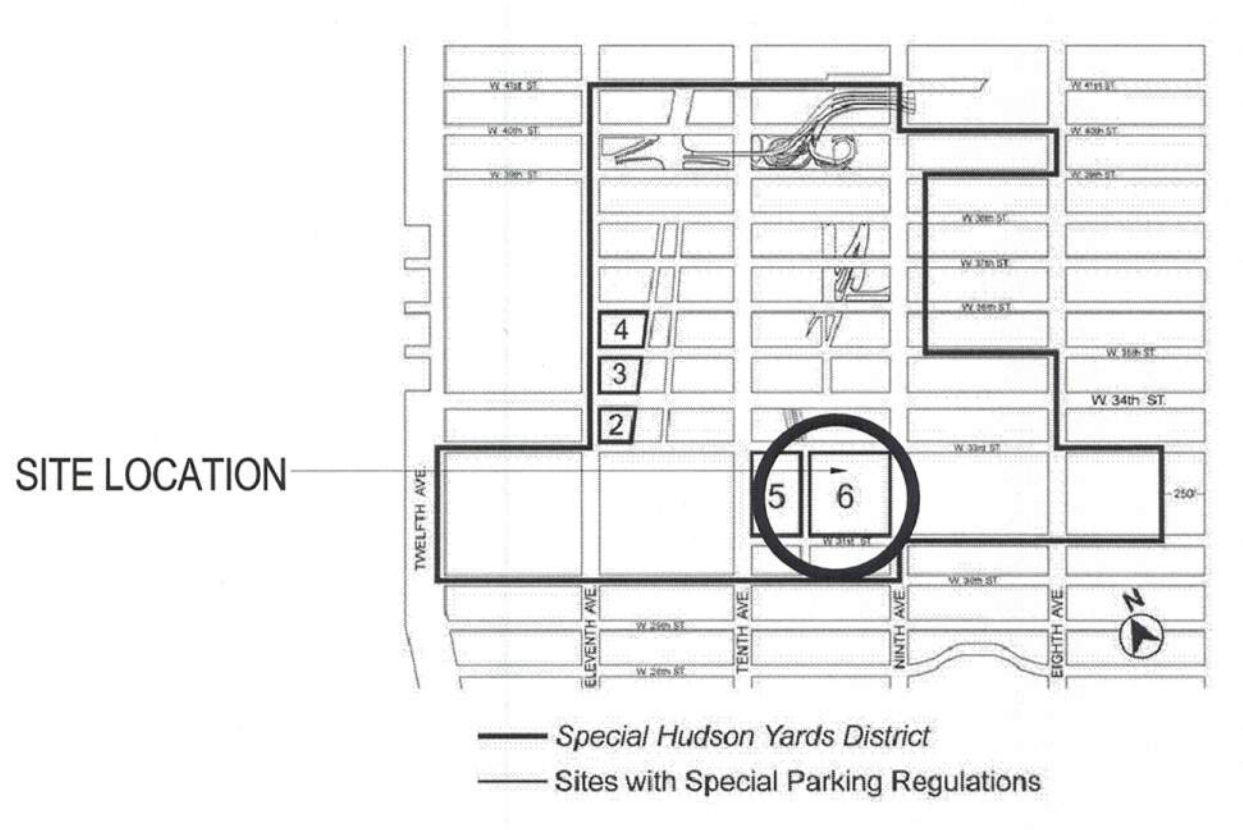 W. 41st ST.
W. 41st ST.
W. 40th ST.
W. 40th ST.
W. 39th ST.
W. 39th ST.
W. 38th ST.
W. 37th ST.
W. 36th ST.
4
W. 35th ST.
3
W. 34th ST.
2
W. 33rd ST.
SITE LOCATION
5
6
250'
TWELFTH AVE.
W. 31st ST.
W. 30th ST.
N
ELEVENTH AVE.
TENTH AVE.
NINTH AVE.
EIGHTH AVE.
W. 29th ST.
W. 28th ST.
Special Hudson Yards District
Sites with Special Parking Regulations